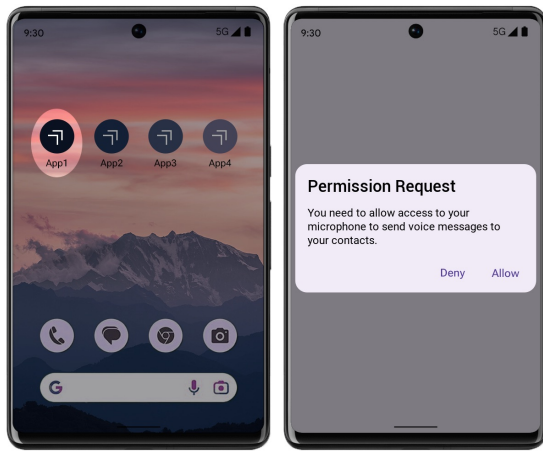 9:30
5G
App1 App2 App3 App4
G
9:30
5G
Permission Request
You need to allow access to your
microphone to send voice messages to
your contacts.
Deny Allow